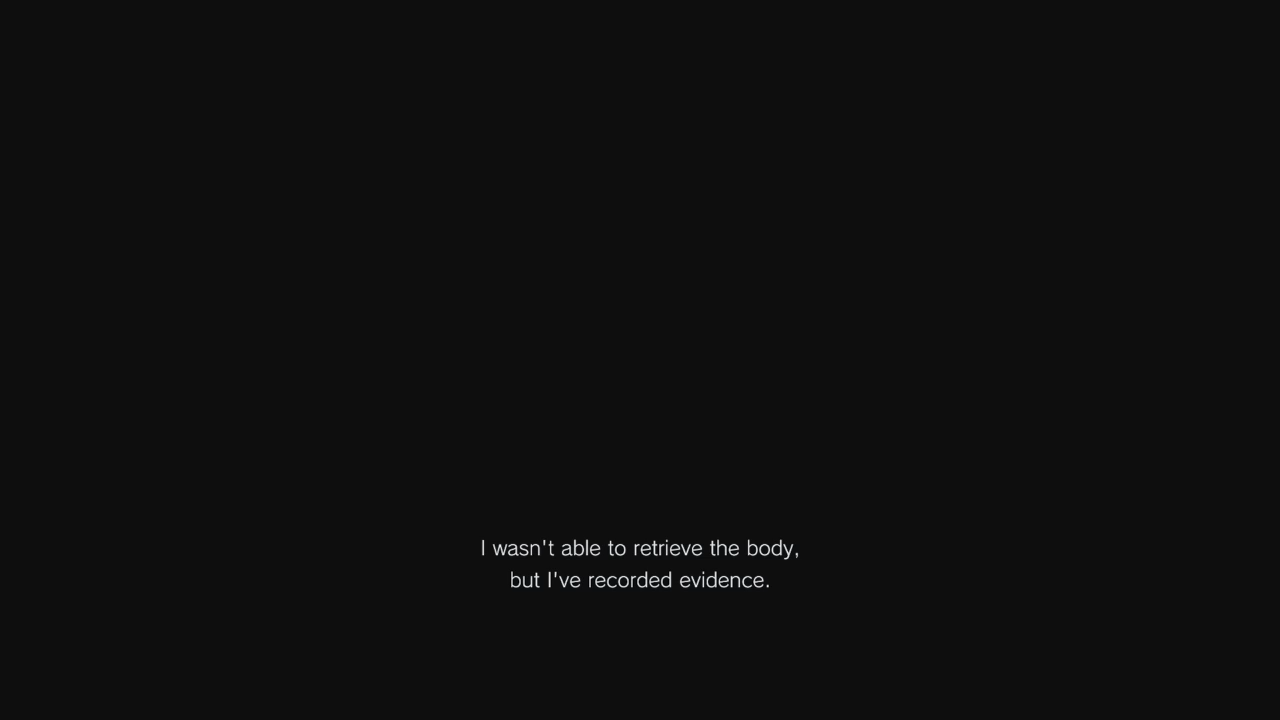 I wasn't able to retrieve the body,
but I've recorded evidence.